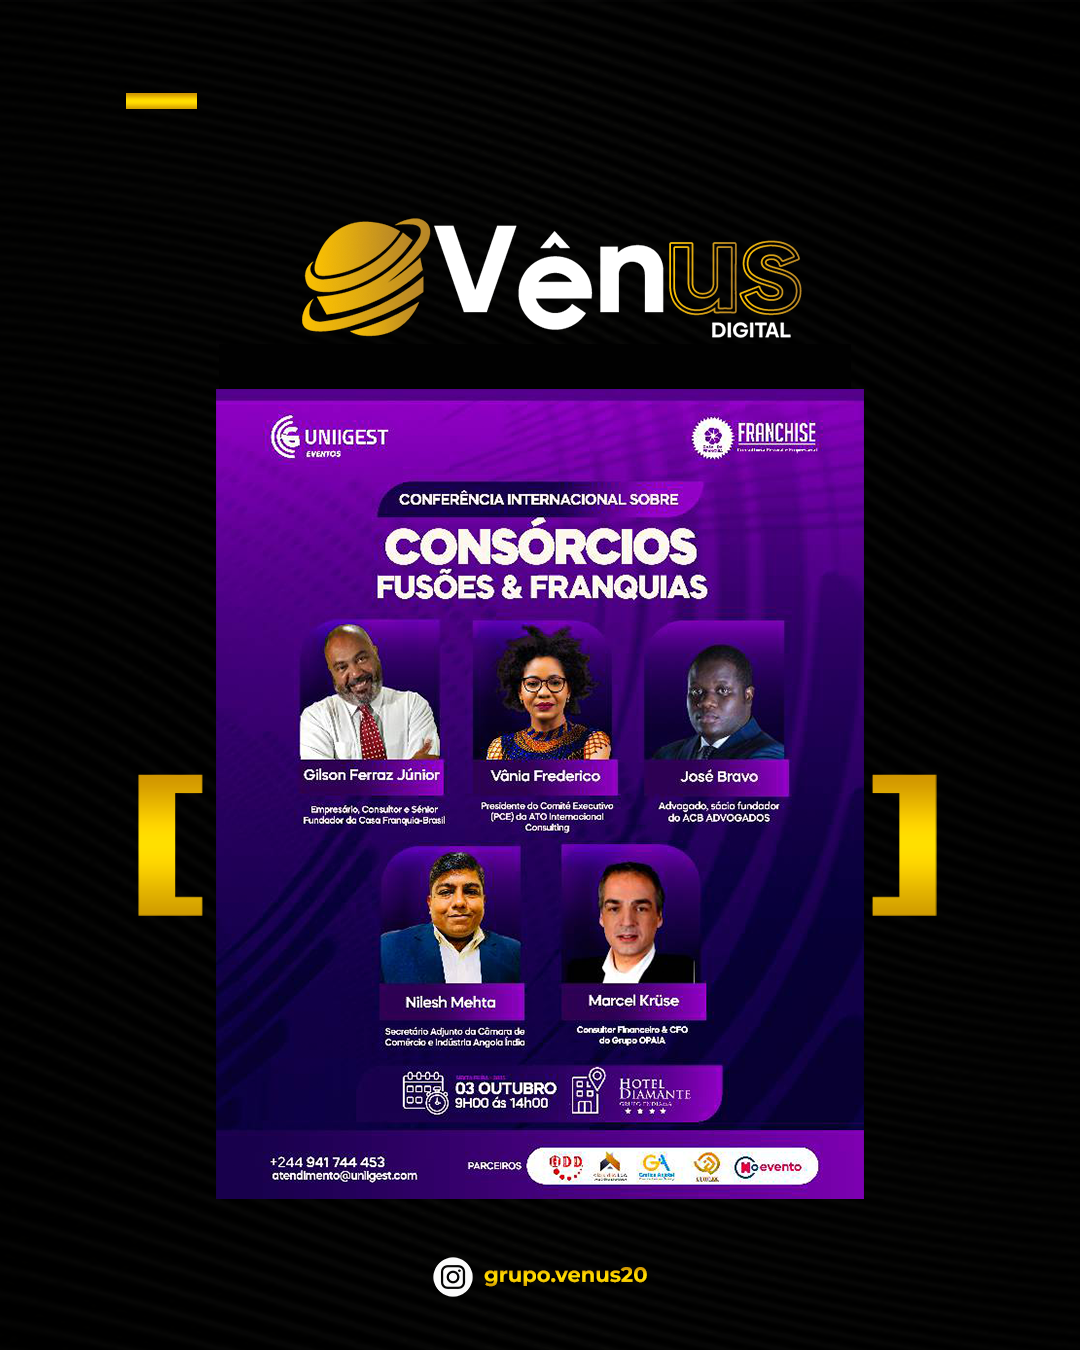 Vênus
DIGITAL
UNIIGEST
EVENTOS
FRANCHISE
CONFERÊNCIA INTERNACIONAL SOBRE
CONSÓRCIOS
FUSÕES & FRANQUIAS
Gilson Ferraz Júnior
Empresário, Consultor e Sénior
Fundador da Casa Franquia-Brasil
Vânia Frederico
Presidente do Comité Executivo
(PCE) da ATO Internacional
Consulting
José Bravo
Advogado, sócio fundador
do ACB ADVOGADOS
Nilesh Mehta
Secretário Adjunto da Câmara de
Comércio e Indústria Angola Índia
Marcel Krüse
Consultor Financeiro & CFO
do Grupo OPAIA
03 OUTUBRO
9H00 ás 14h00
HOTEL
DIAMANTE
+244 941 744 453
atendimento@uniigest.com
PARCEIROS
evento
grupo.venus20